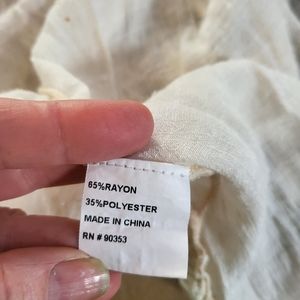 65%RAYON
35%POLYESTER
MADE IN CHINA
RN # 90353